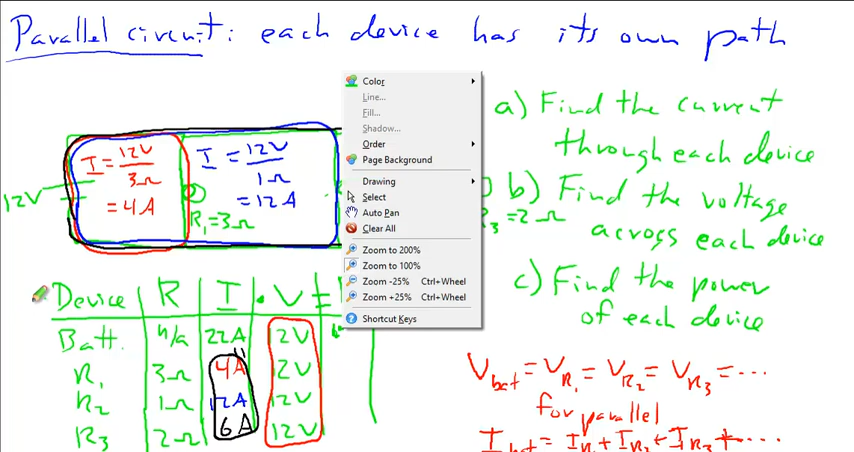 Parallel circuit: each device has its own path
I = 12V/3Ω
= 4A
I = 12V/1Ω
= 12A
12V
R1=3Ω
R3=2Ω
a) Find the current
through each device
b) Find the voltage
across each device
c) Find the power
of each device
Color
Line...
Fill...
Shadow...
Order
Page Background
Drawing
Select
Auto Pan
Clear All
Zoom to 200%
Zoom to 100%
Zoom -25% Ctrl+Wheel
Zoom +25% Ctrl+Wheel
Shortcut Keys
Device R I · V =
Batt. n/a 22A 12V
R1 3Ω 4A 12V
R2 1Ω 12A 12V
R3 2Ω 6A 12V
Vbat = VR1 = VR2 = VR3 = ...
for parallel
Ibat = IR1 + IR2 + IR3 + ...